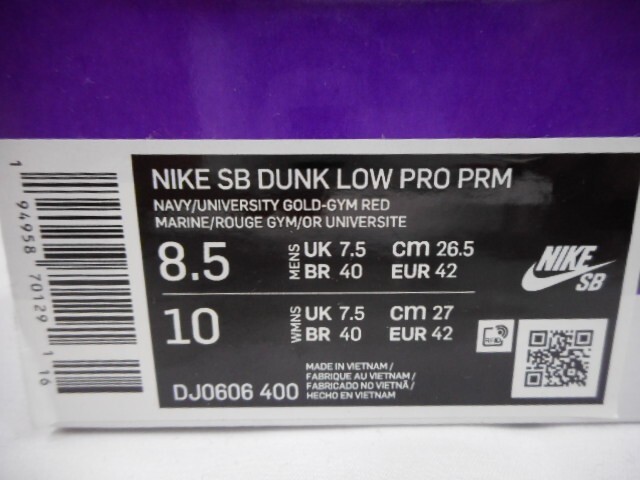 NIKE SB DUNK LOW PRO PRM
NAVY/UNIVERSITY GOLD-GYM RED
MARINE/ROUGE GYM/OR UNIVERSITE
8.5 MENS UK 7.5 cm 26.5
BR 40 EUR 42
10 WMNS UK 7.5 cm 27
BR 40 EUR 42
DJ0606 400
MADE IN VIETNAM/
FABRIQUE AU VIETNAM/
FABRICADO NO VIETNÃ/
HECHO EN VIETNAM
NIKE
SB
RFID
1 94958 70129 1 16